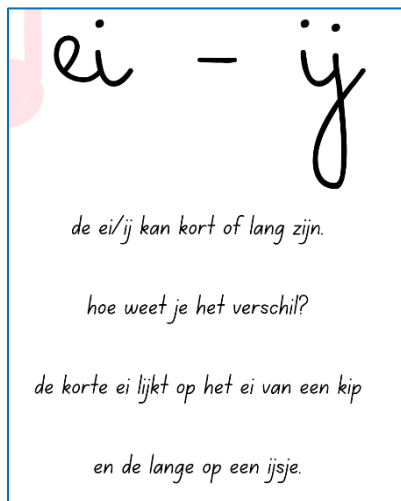 ei - ij
de ei/ij kan kort of lang zijn.
hoe weet je het verschil?
de korte ei lijkt op het ei van een kip
en de lange op een ijsje.